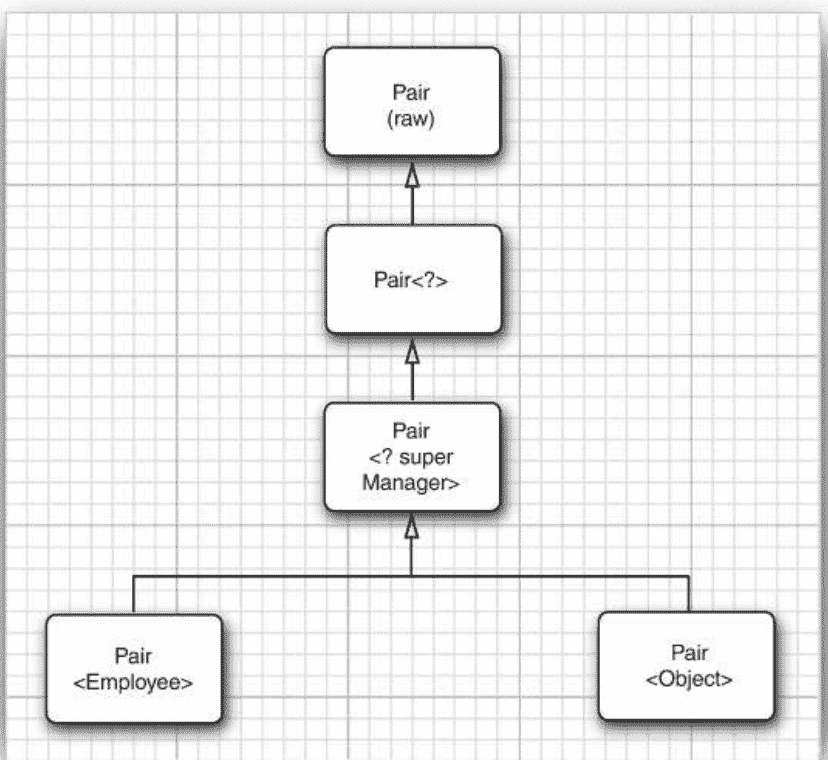 Pair
(raw)
Pair<?>
Pair
<? super
Manager>
Pair
<Employee>
Pair
<Object>